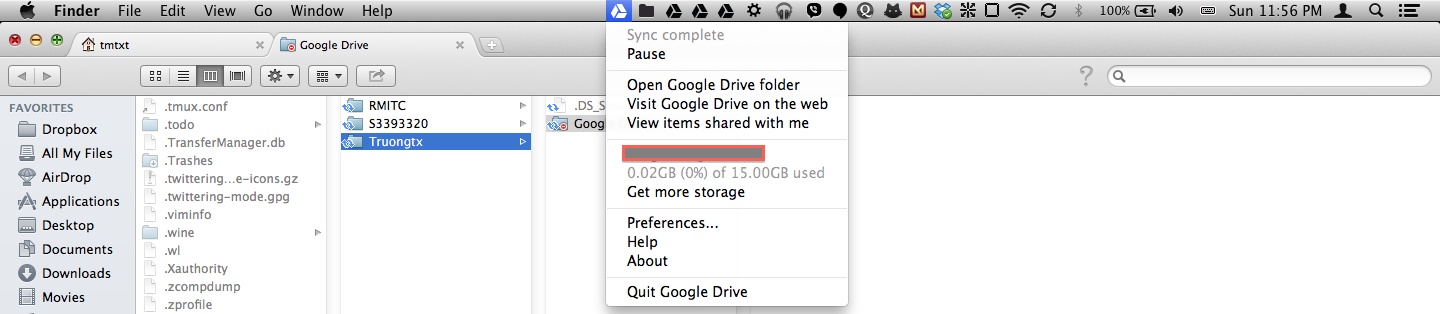 Finder File Edit View Go Window Help 100% Sun 11:56 PM
tmtxt
Google Drive
FAVORITES
Dropbox
All My Files
AirDrop
Applications
Desktop
Documents
Downloads
Movies
.tmux.conf
.todo
.TransferManager.db
.Trashes
.twittering...e-icons.gz
.twittering-mode.gpg
.viminfo
.wine
.wl
.Xauthority
.zcompdump
.zprofile
RMITC
S3393320
Truongtx
.DS_S
Goog
Sync complete
Pause
Open Google Drive folder
Visit Google Drive on the web
View items shared with me
0.02GB (0%) of 15.00GB used
Get more storage
Preferences...
Help
About
Quit Google Drive